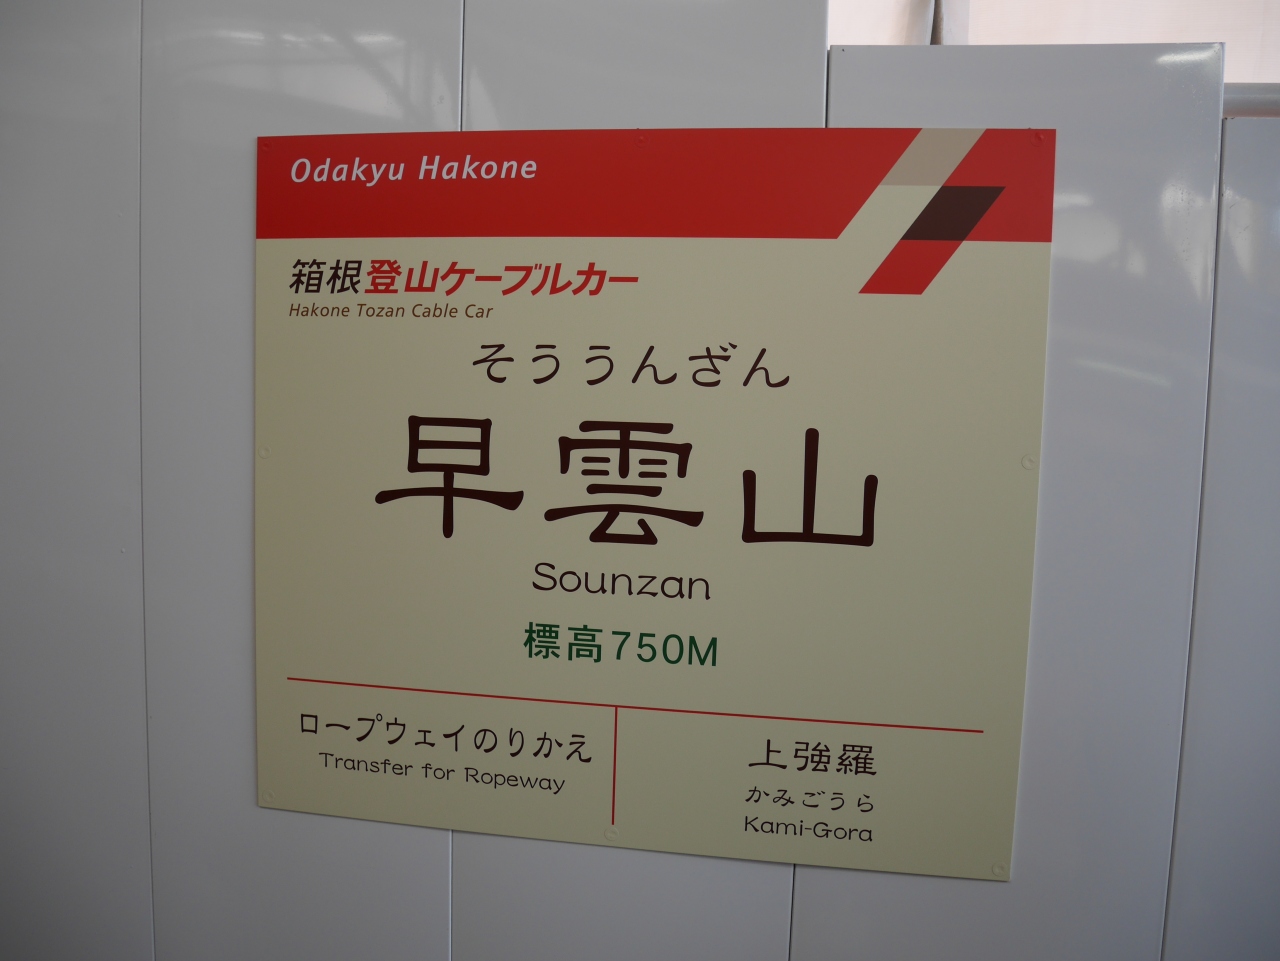 Odakyu Hakone
箱根登山ケーブルカー
Hakone Tozan Cable Car
そううんざん
早雲山
Sounzan
標高750M
ロープウェイのりかえ
Transfer for Ropeway
上強羅
かみごうら
Kami-Gora